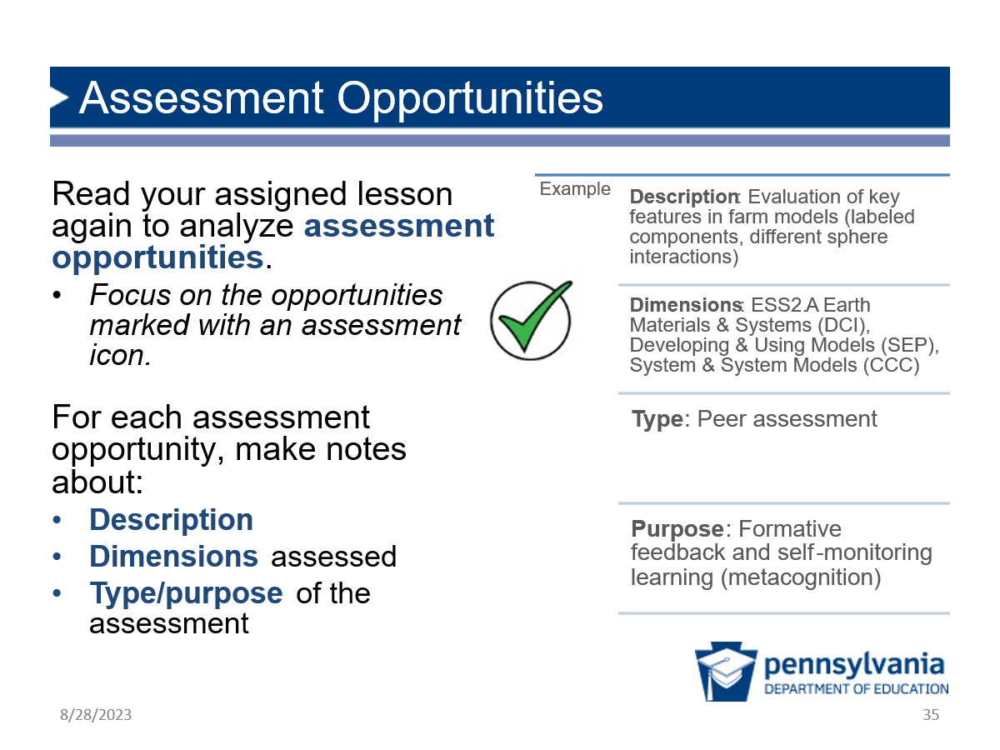 Assessment Opportunities
Read your assigned lesson
again to analyze assessment
opportunities.
• Focus on the opportunities
marked with an assessment
icon.
For each assessment
opportunity, make notes
about:
• Description
• Dimensions assessed
• Type/purpose of the
assessment
Example
Description: Evaluation of key
features in farm models (labeled
components, different sphere
interactions)
Dimensions: ESS2.A Earth
Materials & Systems (DCI),
Developing & Using Models (SEP),
System & System Models (CCC)
Type: Peer assessment
Purpose: Formative
feedback and self-monitoring
learning (metacognition)
pennsylvania
DEPARTMENT OF EDUCATION
8/28/2023
35